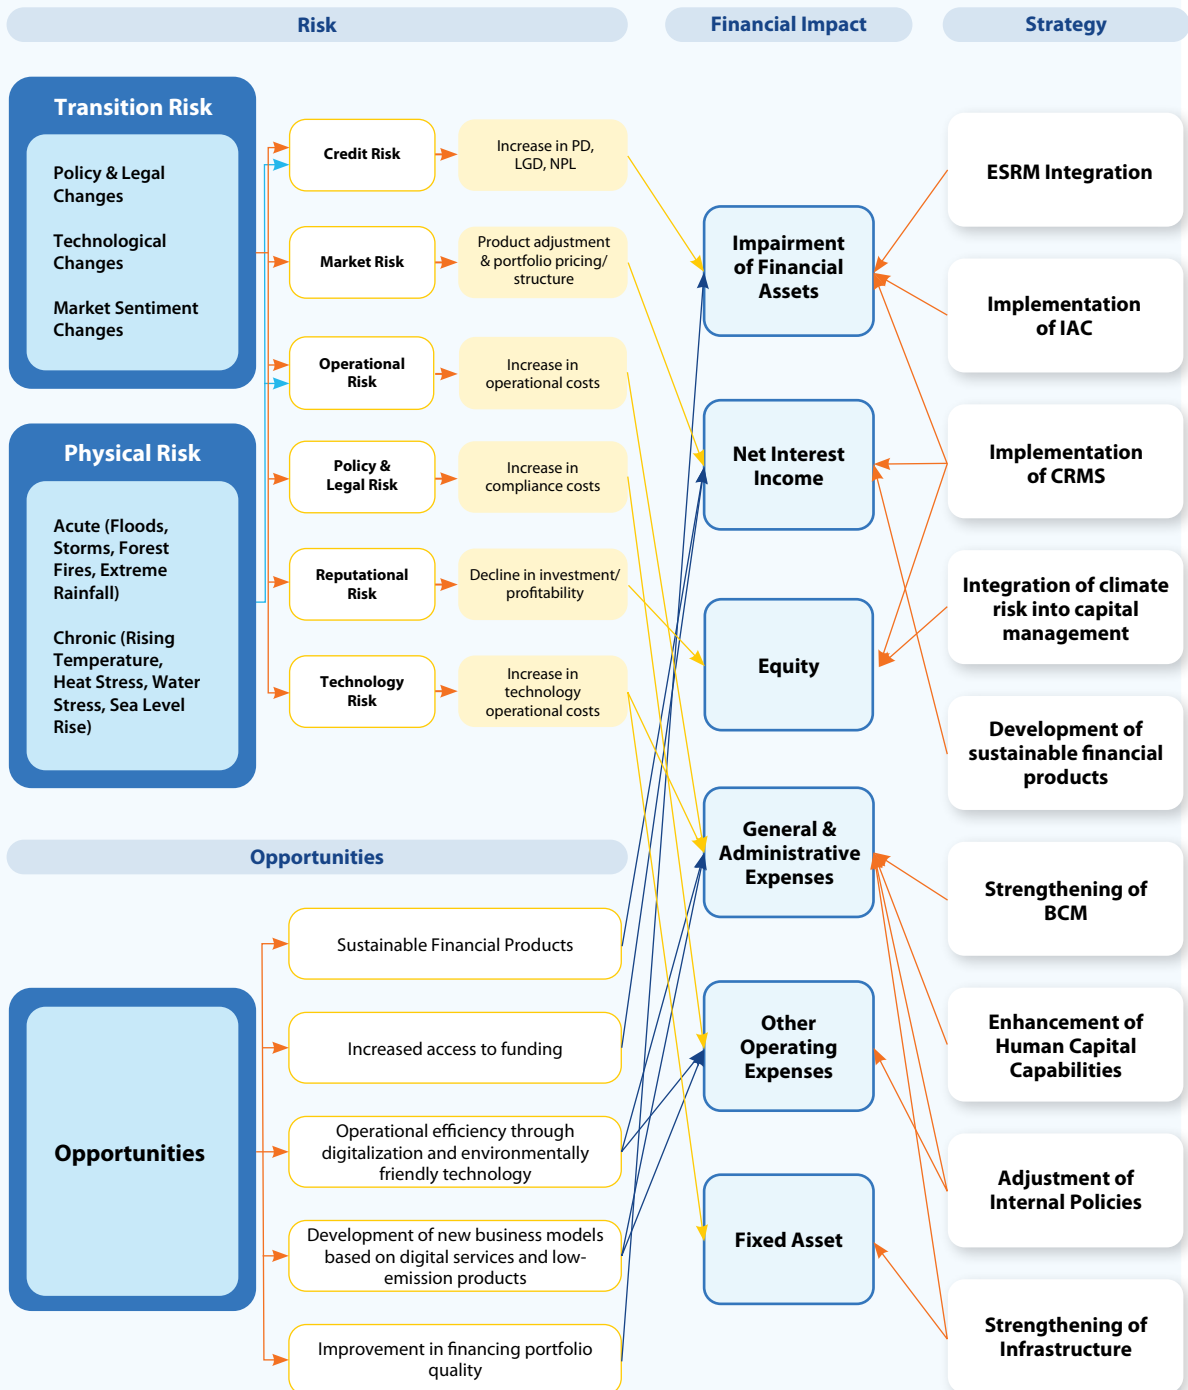 Risk
Financial Impact
Strategy
Transition Risk
Policy & Legal
Changes
Technological
Changes
Market Sentiment
Changes
Physical Risk
Acute (Floods,
Storms, Forest
Fires, Extreme
Rainfall)
Chronic (Rising
Temperature,
Heat Stress, Water
Stress, Sea Level
Rise)
Credit Risk
Increase in PD,
LGD, NPL
Market Risk
Product adjustment
& portfolio pricing/
structure
Operational
Risk
Increase in
operational costs
Policy &
Legal Risk
Increase in
compliance costs
Reputational
Risk
Decline in investment/
profitability
Technology
Risk
Increase in
technology
operational costs
Opportunities
Opportunities
Sustainable Financial Products
Increased access to funding
Operational efficiency through
digitalization and environmentally
friendly technology
Development of new business models
based on digital services and low-
emission products
Improvement in financing portfolio
quality
Impairment
of Financial
Assets
Net Interest
Income
Equity
General &
Administrative
Expenses
Other
Operating
Expenses
Fixed Asset
ESRM Integration
Implementation
of IAC
Implementation
of CRMS
Integration of climate
risk into capital
management
Development of
sustainable financial
products
Strengthening of
BCM
Enhancement of
Human Capital
Capabilities
Adjustment of
Internal Policies
Strengthening of
Infrastructure